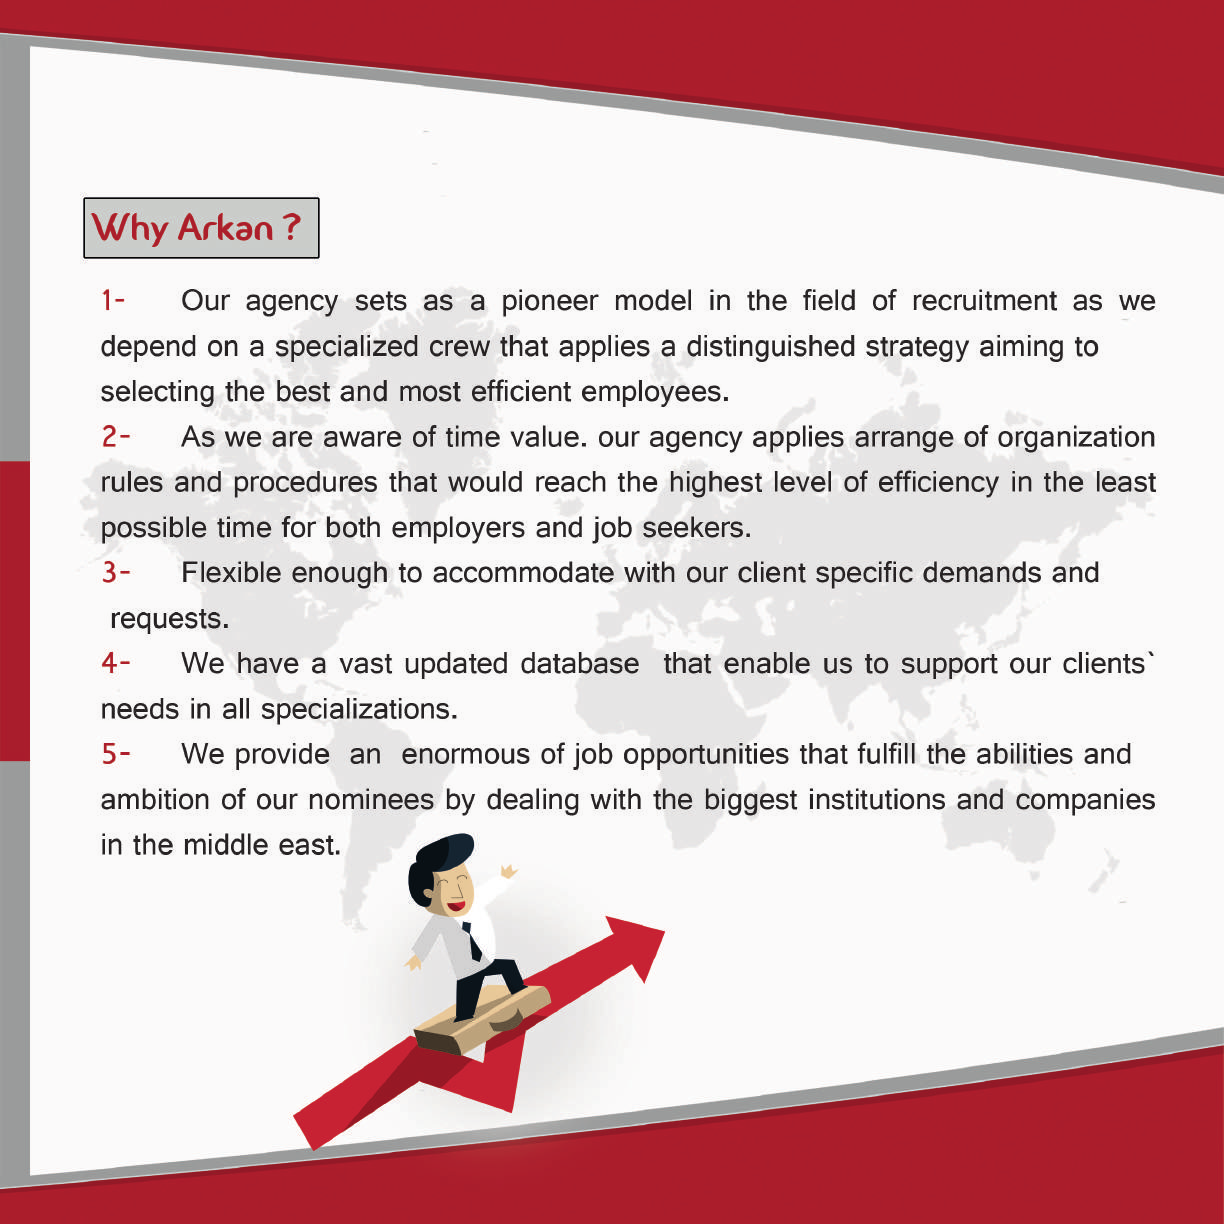 Why Arkan ?
1- Our agency sets as a pioneer model in the field of recruitment as we
depend on a specialized crew that applies a distinguished strategy aiming to
selecting the best and most efficient employees.
2- As we are aware of time value. our agency applies arrange of organization
rules and procedures that would reach the highest level of efficiency in the least
possible time for both employers and job seekers.
3- Flexible enough to accommodate with our client specific demands and
requests.
4- We have a vast updated database that enable us to support our clients`
needs in all specializations.
5- We provide an enormous of job opportunities that fulfill the abilities and
ambition of our nominees by dealing with the biggest institutions and companies
in the middle east.